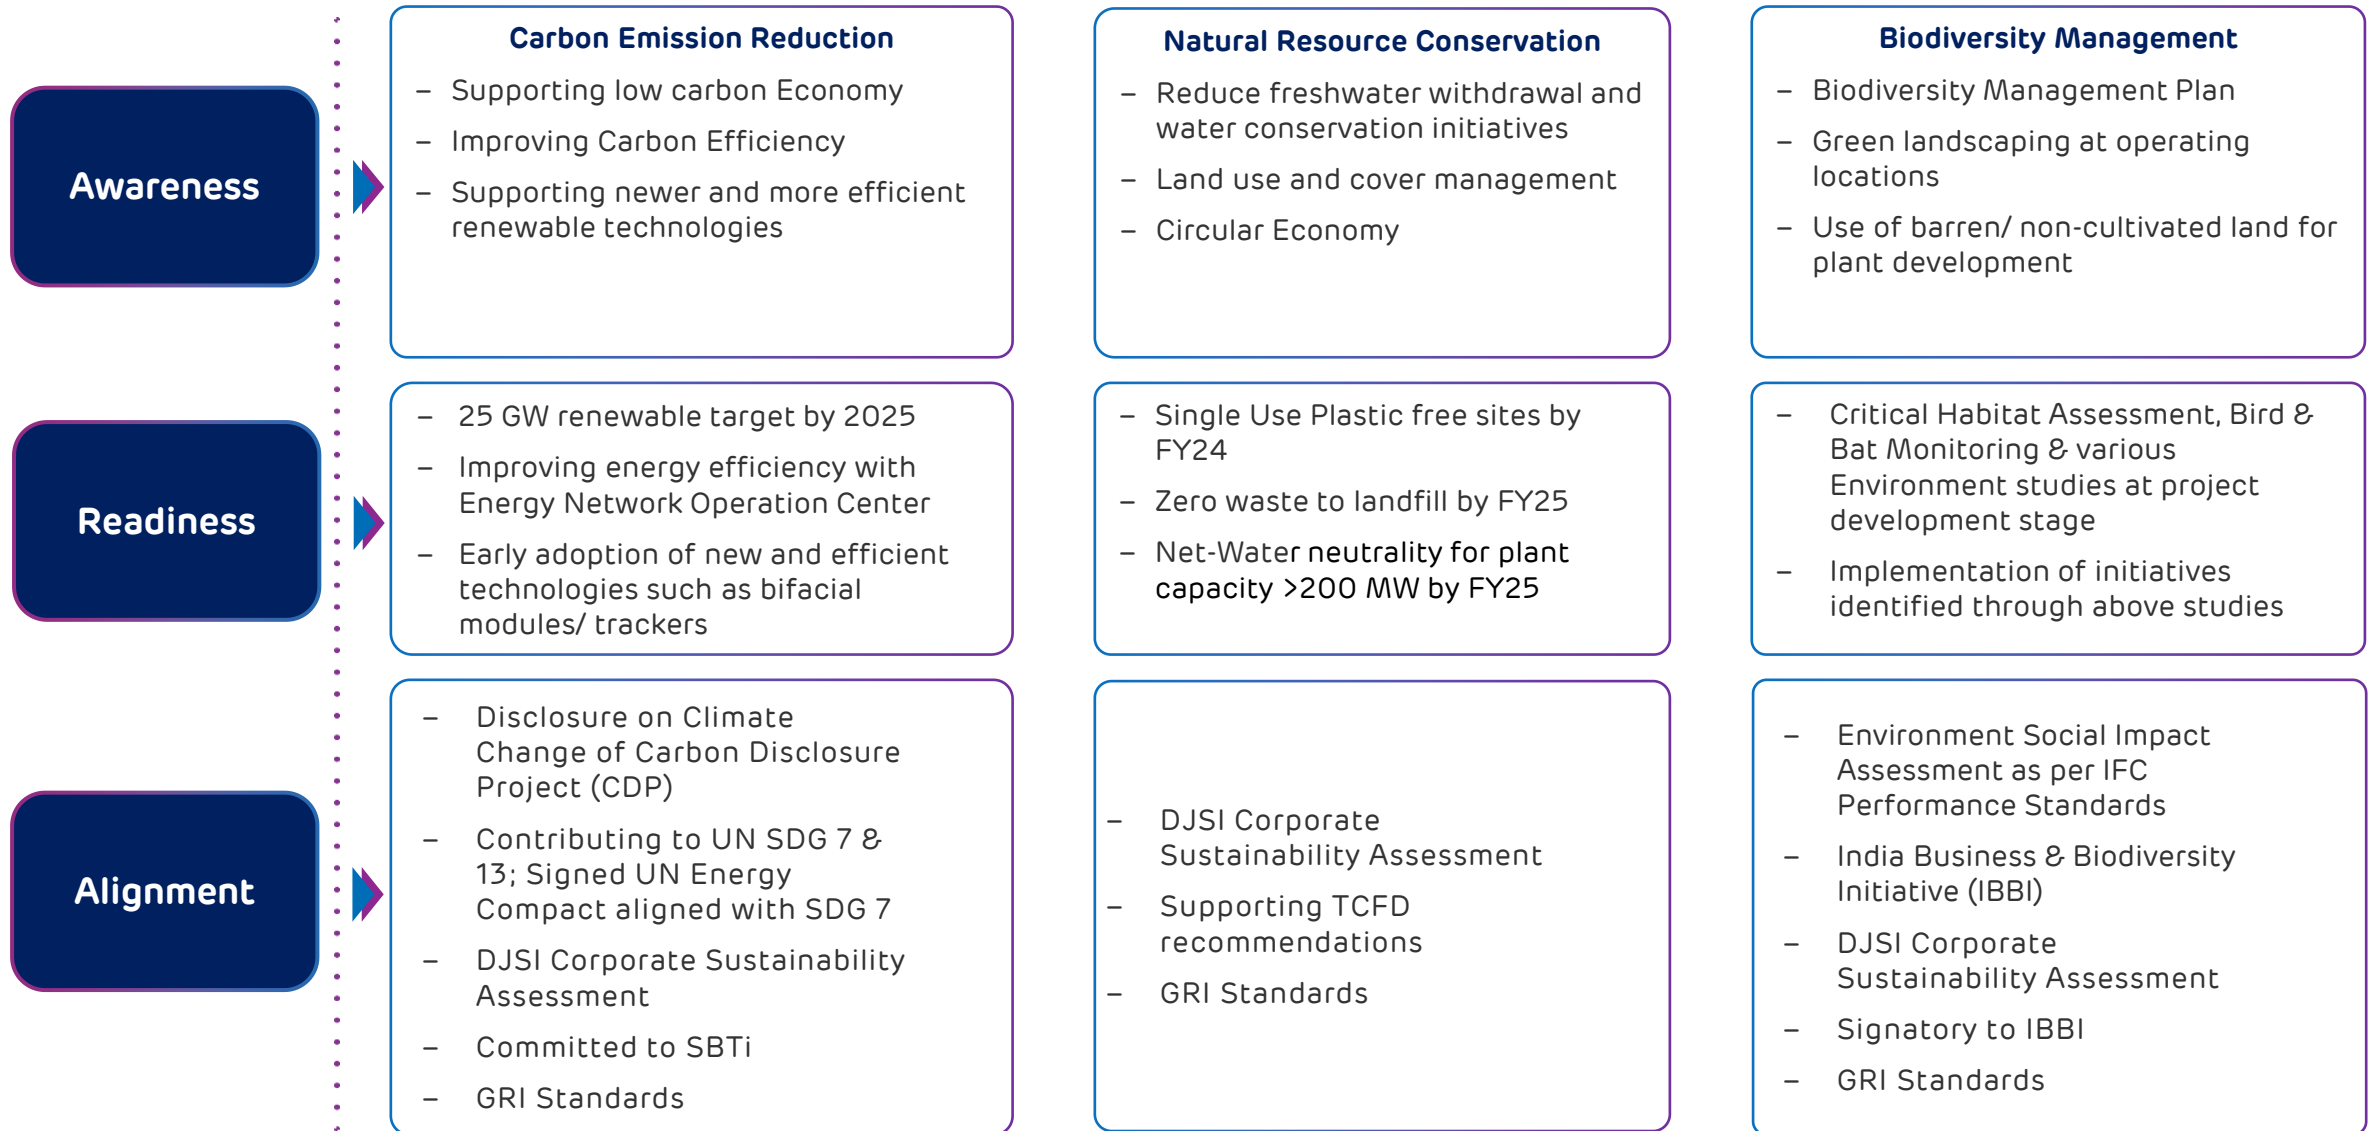 Awareness
Carbon Emission Reduction
– Supporting low carbon Economy
– Improving Carbon Efficiency
– Supporting newer and more efficient
renewable technologies
Natural Resource Conservation
– Reduce freshwater withdrawal and
water conservation initiatives
– Land use and cover management
– Circular Economy
Biodiversity Management
– Biodiversity Management Plan
– Green landscaping at operating
locations
– Use of barren/ non-cultivated land for
plant development
Readiness
– 25 GW renewable target by 2025
– Improving energy efficiency with
Energy Network Operation Center
– Early adoption of new and efficient
technologies such as bifacial
modules/ trackers
– Single Use Plastic free sites by
FY24
– Zero waste to landfill by FY25
– Net-Water neutrality for plant
capacity >200 MW by FY25
– Critical Habitat Assessment, Bird &
Bat Monitoring & various
Environment studies at project
development stage
– Implementation of initiatives
identified through above studies
Alignment
– Disclosure on Climate
Change of Carbon Disclosure
Project (CDP)
– Contributing to UN SDG 7 &
13; Signed UN Energy
Compact aligned with SDG 7
– DJSI Corporate Sustainability
Assessment
– Committed to SBTi
– GRI Standards
– DJSI Corporate
Sustainability Assessment
– Supporting TCFD
recommendations
– GRI Standards
– Environment Social Impact
Assessment as per IFC
Performance Standards
– India Business & Biodiversity
Initiative (IBBI)
– DJSI Corporate
Sustainability Assessment
– Signatory to IBBI
– GRI Standards